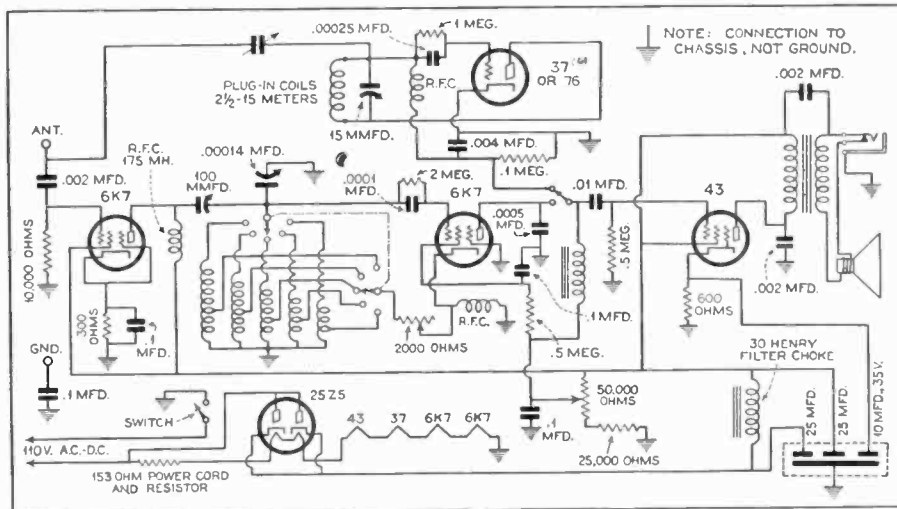 .00025 MFD.
1 MEG.
NOTE: CONNECTION TO
CHASSIS, NOT GROUND.
37
OR 76
R.F.C.
PLUG-IN COILS
2½-15 METERS
.002 MFD.
15 MMFD.
ANT.
R.F.C.
175 MH.
.00014 MFD.
.004 MFD.
.1 MEG.
.002 MFD.
100
MMFD.
.0001
MFD.
2 MEG.
.01 MFD.
6K7
6K7
43
.0005
MFD.
10,000 OHMS
.5 MEG.
.002 MFD.
300
OHMS
.1
MFD.
.1 MFD.
600
OHMS
R.F.C.
2000 OHMS
.5 MEG.
30 HENRY
FILTER CHOKE
GND.
.1 MFD.
SWITCH
25Z5
43
37
6K7
6K7
50,000
OHMS
.1
MFD.
25,000 OHMS
25 MFD.
25 MFD.
10 MFD., 35V.
110V. A.C.-D.C.
153 OHM POWER CORD
AND RESISTOR